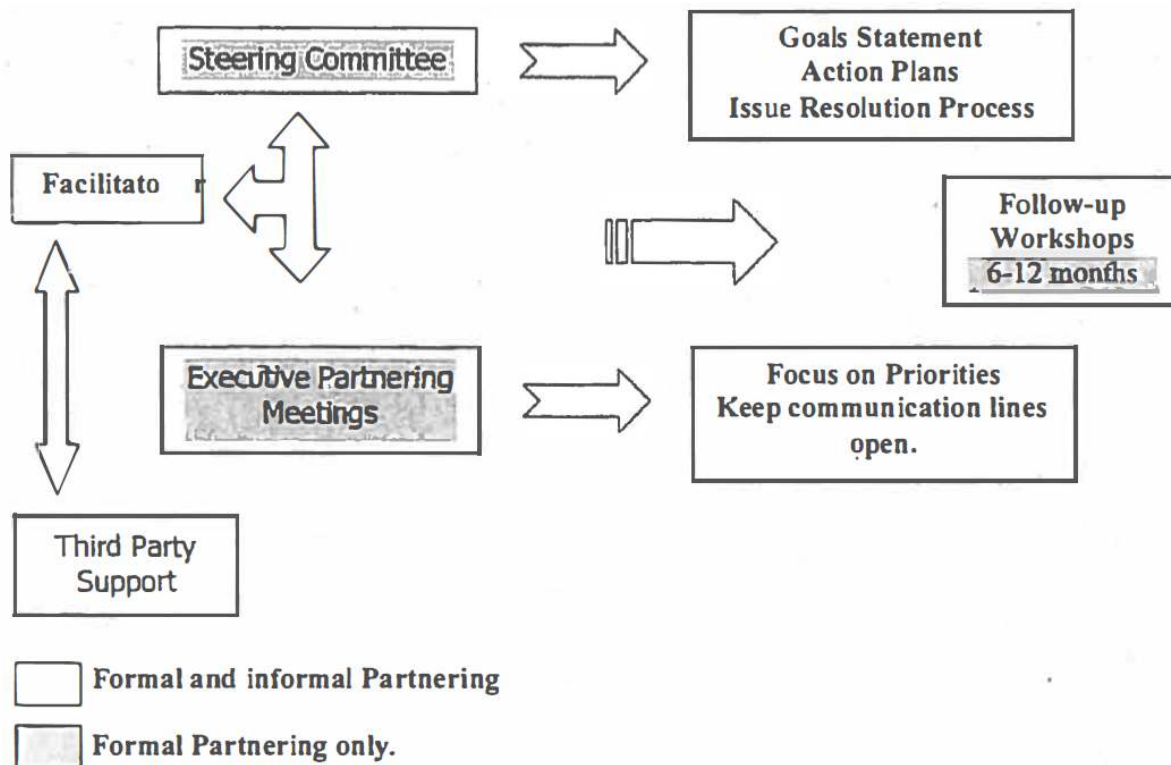 Steering Committee
Goals Statement
Action Plans
Issue Resolution Process
Facilitato r
Follow-up
Workshops
6-12 months
Executive Partnering
Meetings
Focus on Priorities
Keep communication lines
open.
Third Party
Support
Formal and informal Partnering
Formal Partnering only.